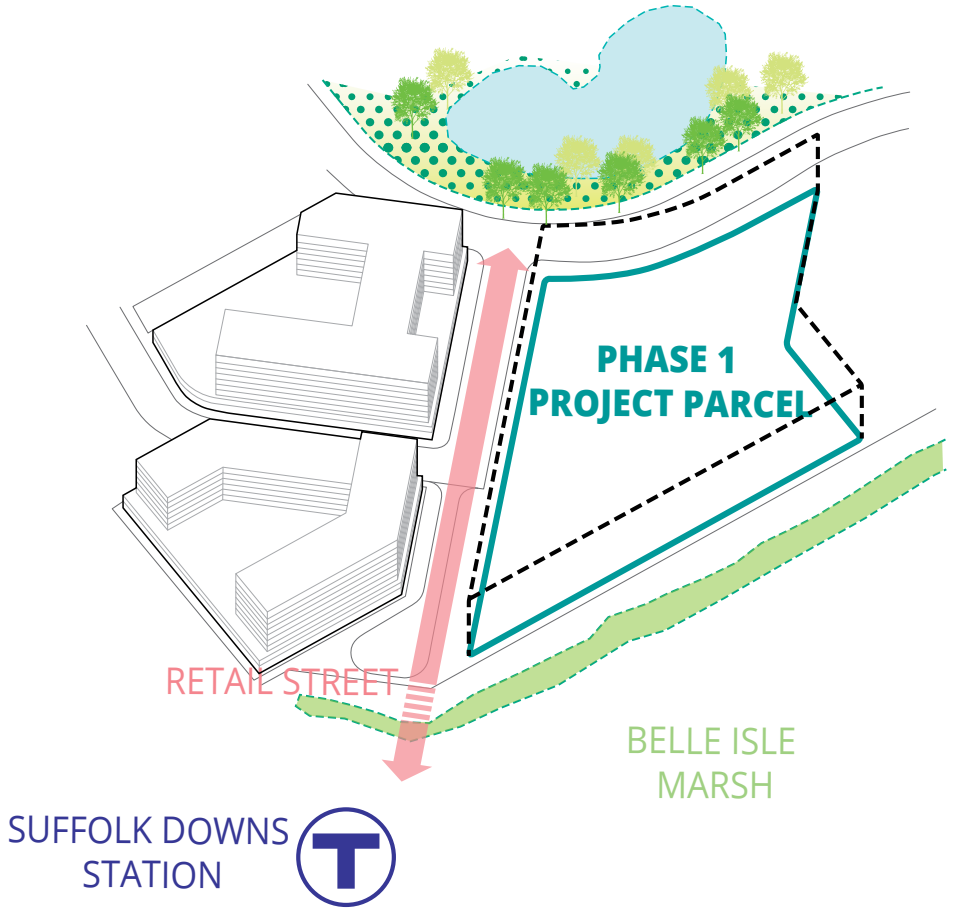 PHASE 1
PROJECT PARCEL
RETAIL STREET
BELLE ISLE
MARSH
SUFFOLK DOWNS
STATION
T